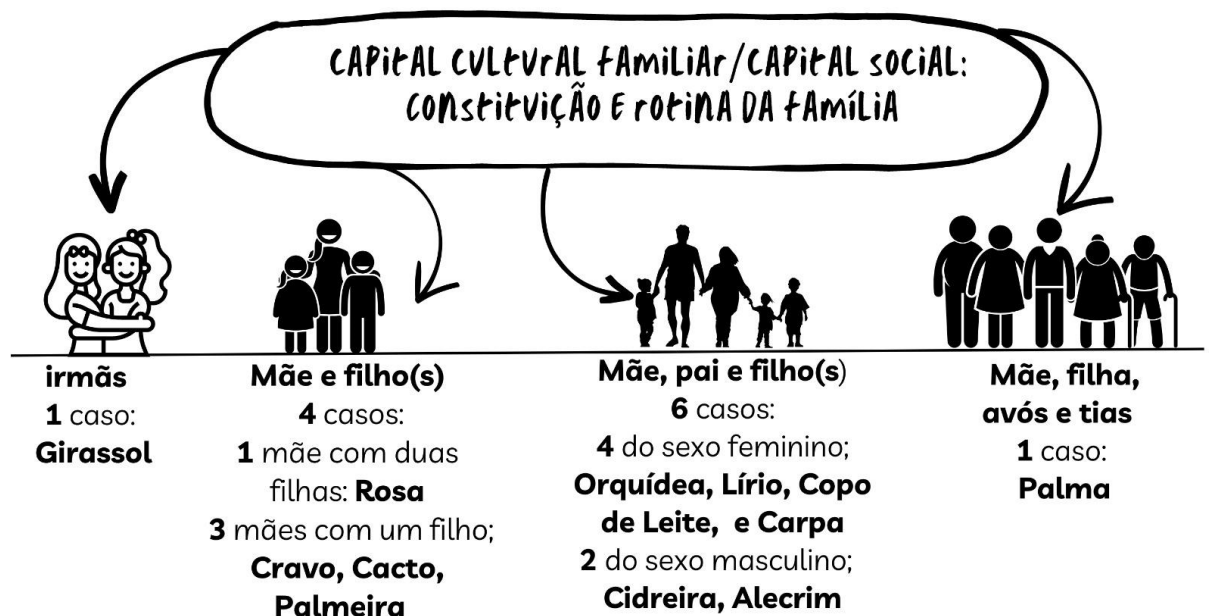 CAPITAL CULTURAL FAMILIAR/CAPITAL SOCIAL:
CONSTITUIÇÃO E ROTINA DA FAMÍLIA
irmãs
1 caso:
Girassol
Mãe e filho(s)
4 casos:
1 mãe com duas
filhas: Rosa
3 mães com um filho;
Cravo, Cacto,
Palmeira
Mãe, pai e filho(s)
6 casos:
4 do sexo feminino;
Orquídea, Lírio, Copo
de Leite, e Carpa
2 do sexo masculino;
Cidreira, Alecrim
Mãe, filha,
avós e tias
1 caso:
Palma